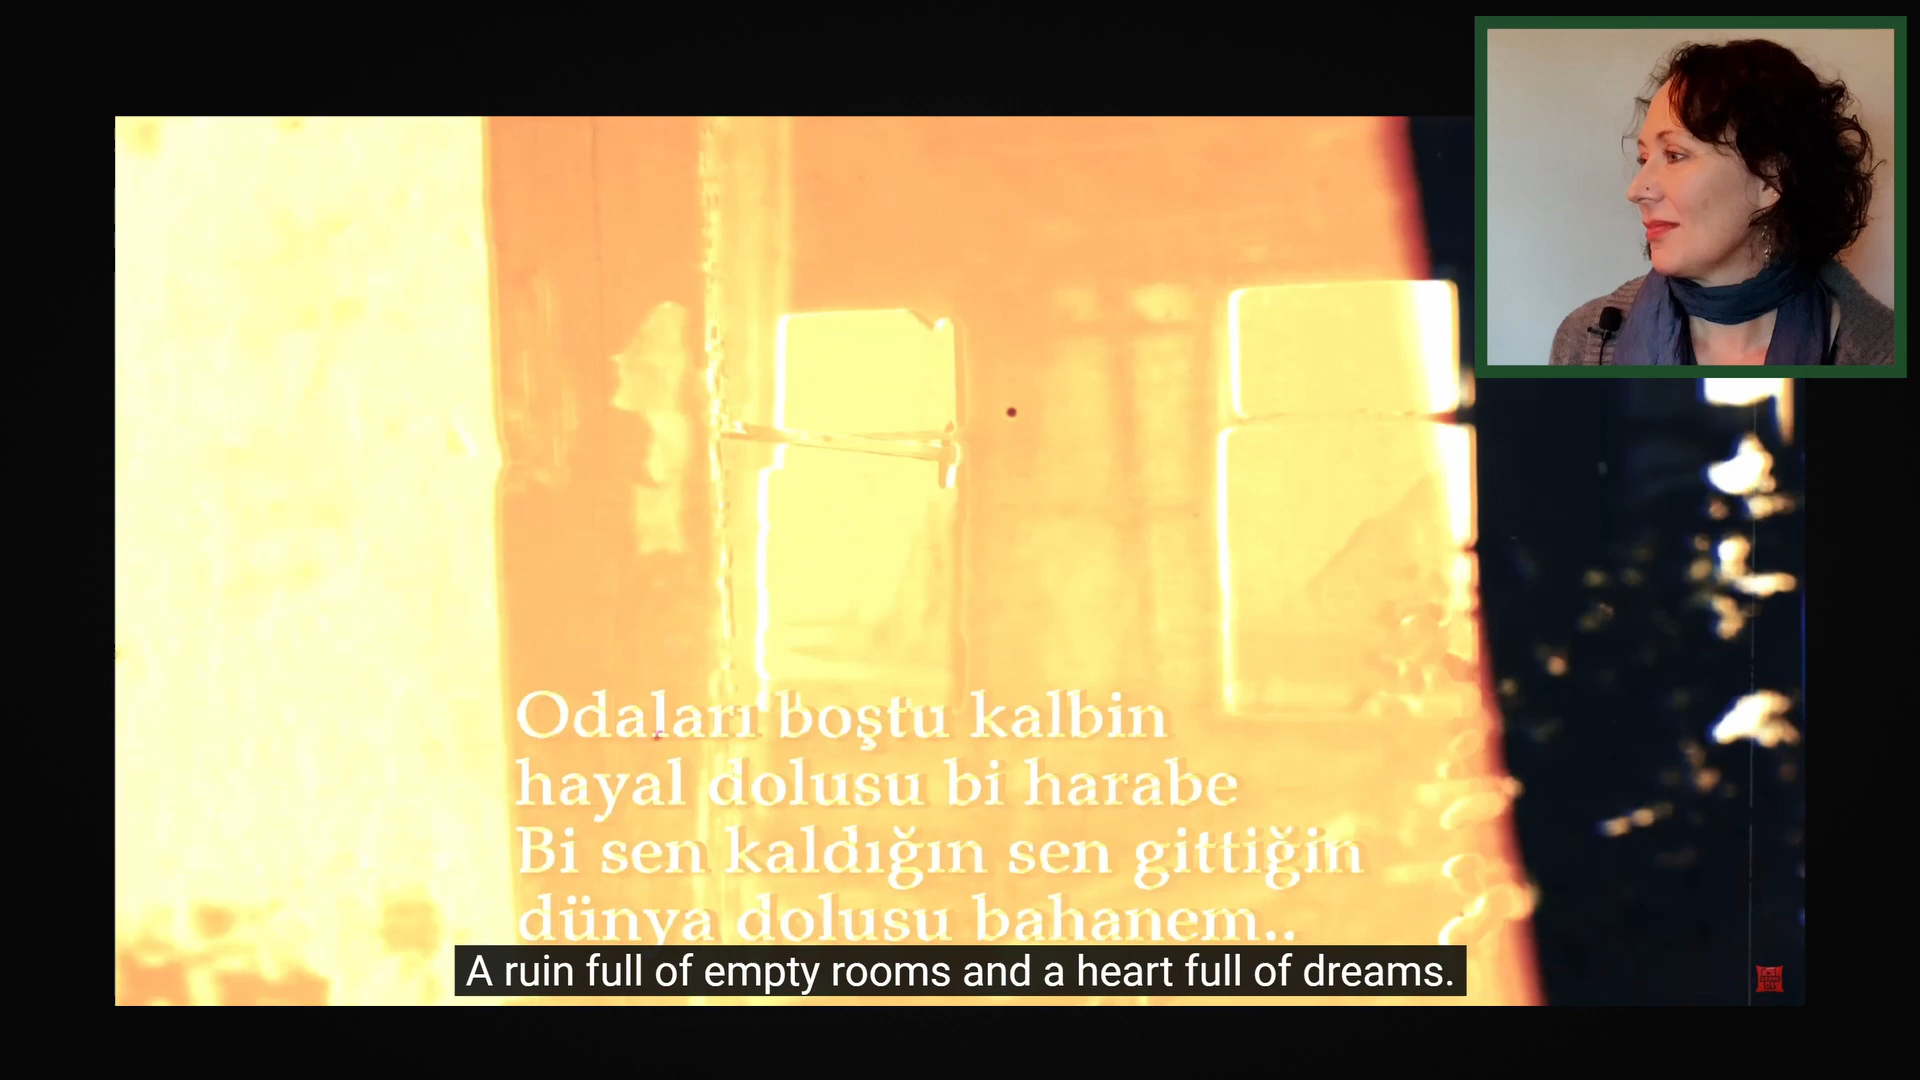 Odaları boştu kalbin
hayal dolusu bi harabe
Bi sen kaldığın sen gittiğin
dünya dolusu bahanem..
A ruin full of empty rooms and a heart full of dreams.